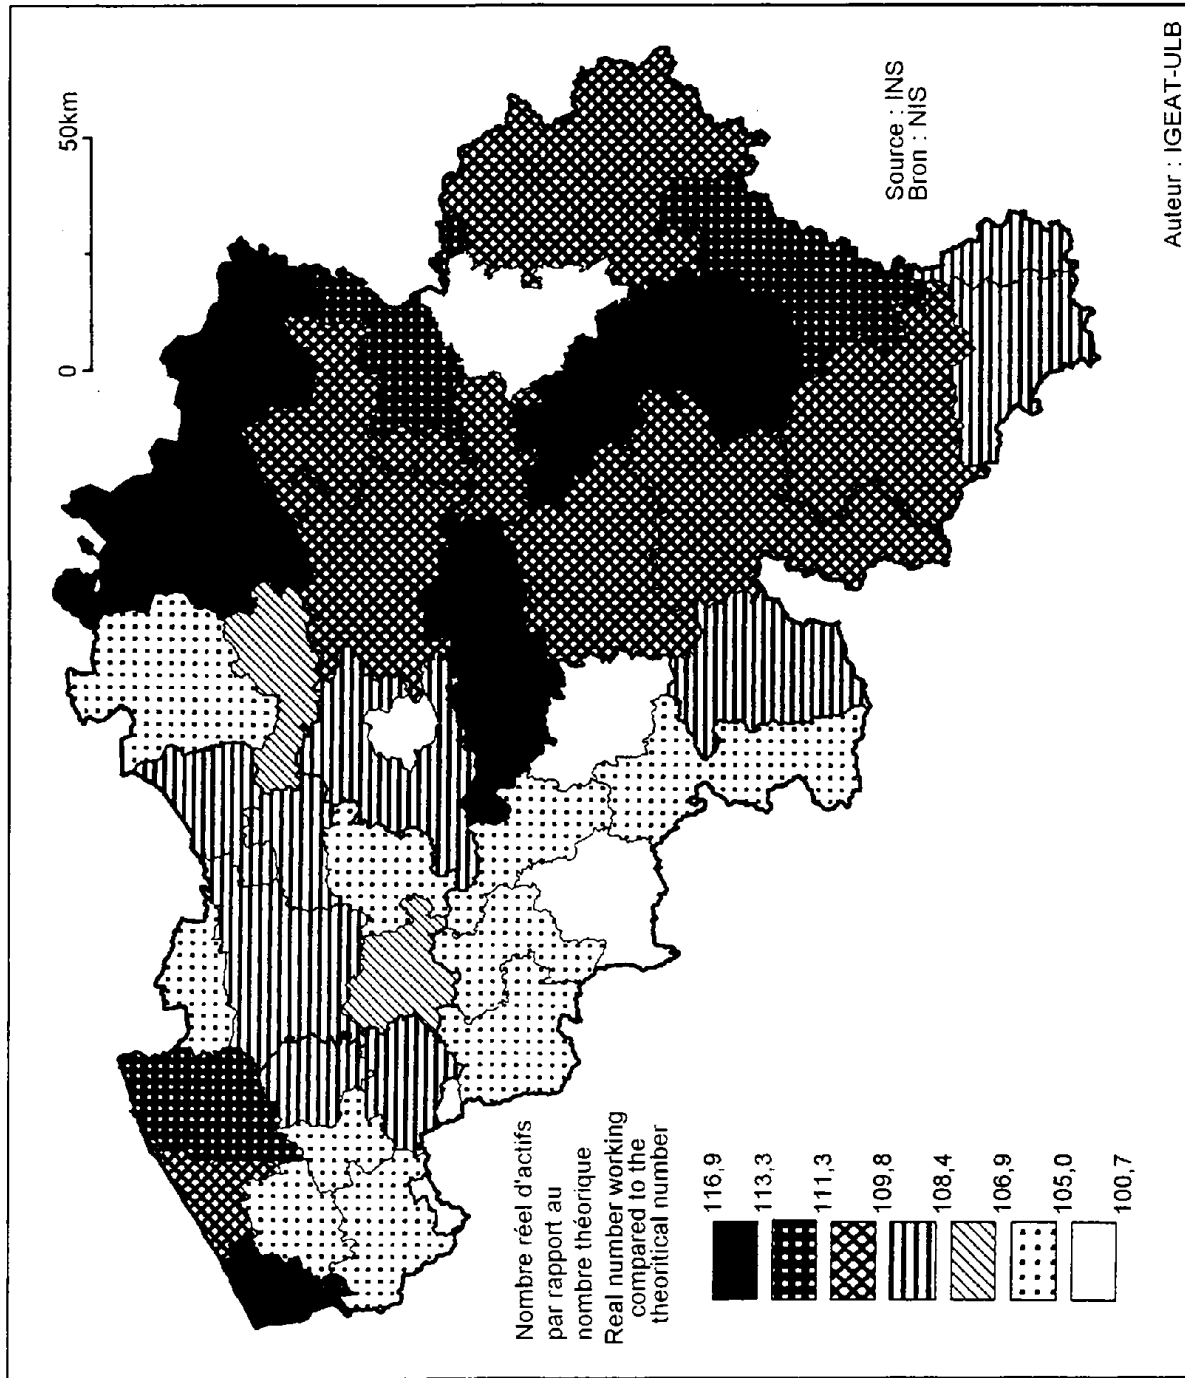 0
50km
Source : INS
Bron : NIS
Nombre réel d'actifs
par rapport au
nombre théorique
Real number working
compared to the
theoritical number
116,9
113,3
111,3
109,8
108,4
106,9
105,0
100,7
Auteur : IGEAT-ULB